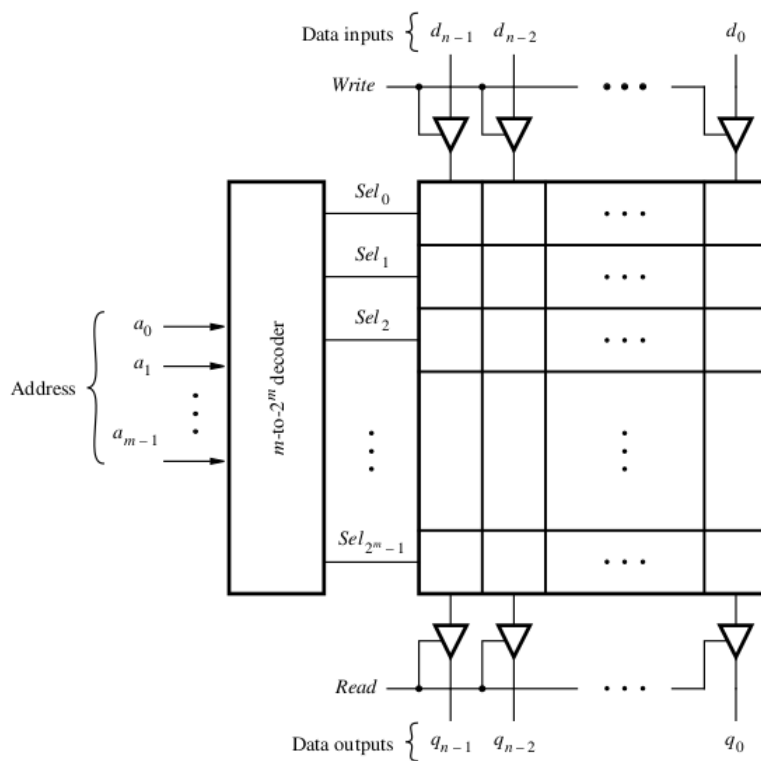 Data inputs d_{n-1} d_{n-2} d_0
Write
Sel_0
Sel_1
Sel_2
a_0
a_1
Address
a_{m-1}
m-to-2^m decoder
Sel_{2^m-1}
Read
Data outputs q_{n-1} q_{n-2} q_0